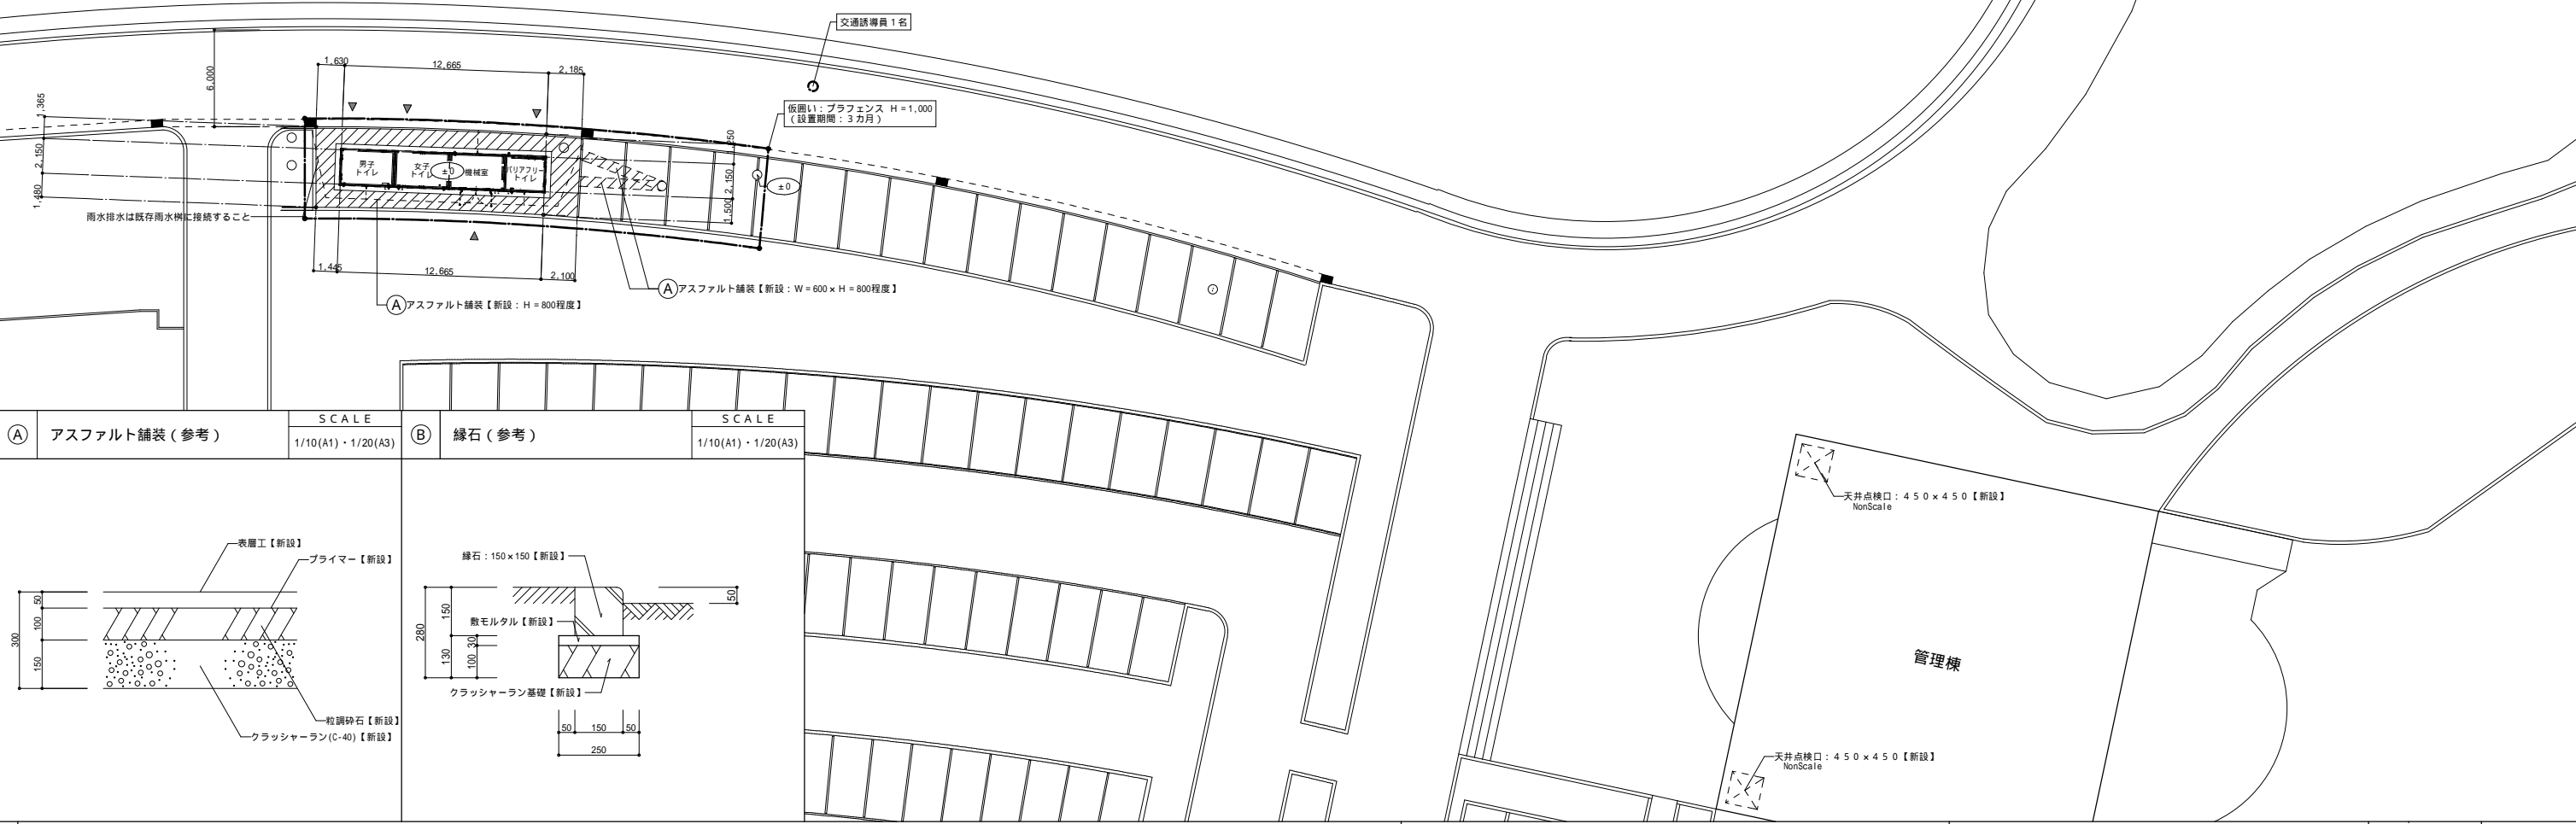 交通誘導員１名
1,630
12,665
2,185
6,000
1,365
2,150
1,480
仮囲い：プラフェンス H=1,000
（設置期間：３カ月）
男子
トイレ
女子
トイレ
±0
機械室
バリアフリー
トイレ
2,150
1,500
±0
雨水排水は既存雨水桝に接続すること
1,445
12,665
2,100
A アスファルト舗装【新設：H=800程度】
A アスファルト舗装【新設：W=600×H=800程度】
A アスファルト舗装（参考）
SCALE
1/10(A1)・1/20(A3)
B 縁石（参考）
SCALE
1/10(A1)・1/20(A3)
表層工【新設】
プライマー【新設】
50
100
150
300
粒調砕石【新設】
クラッシャーラン(C-40)【新設】
縁石：150×150【新設】
50
150
280
敷モルタル【新設】
30
130
100
クラッシャーラン基礎【新設】
50 150 50
250
天井点検口：４５０×４５０【新設】
NonScale
管理棟
天井点検口：４５０×４５０【新設】
NonScale